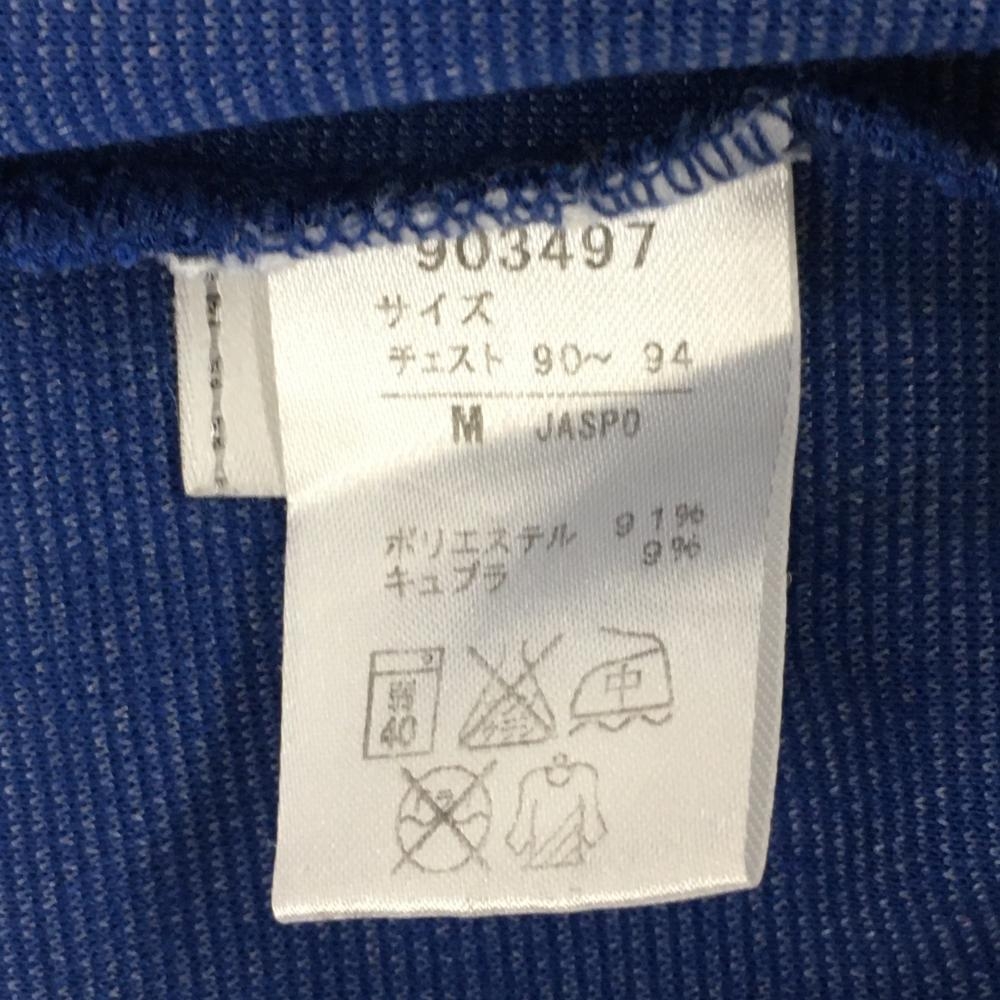 903497
サイズ
チェスト 90～ 94
M JASPO
ポリエステル 91%
キュプラ 9%
弱 40
中